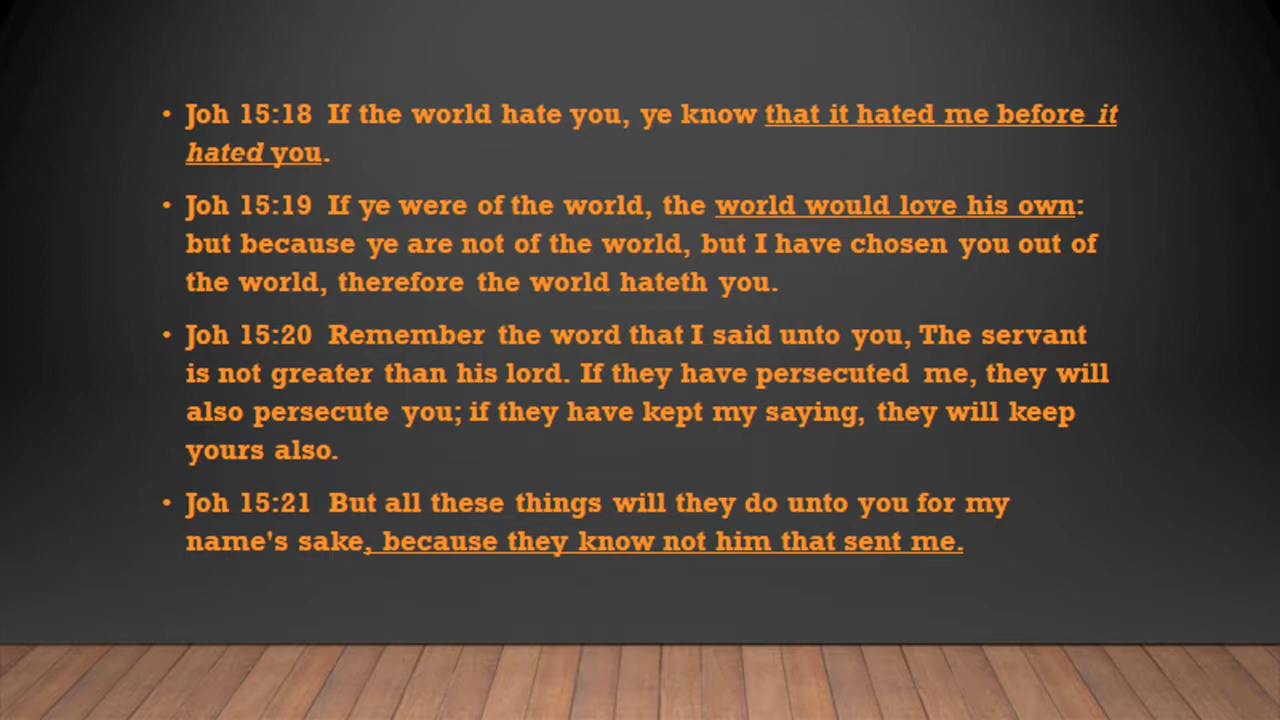 • Joh 15:18 If the world hate you, ye know that it hated me before it
hated you.
• Joh 15:19 If ye were of the world, the world would love his own:
but because ye are not of the world, but I have chosen you out of
the world, therefore the world hateth you.
• Joh 15:20 Remember the word that I said unto you, The servant
is not greater than his lord. If they have persecuted me, they will
also persecute you; if they have kept my saying, they will keep
yours also.
• Joh 15:21 But all these things will they do unto you for my
name's sake, because they know not him that sent me.